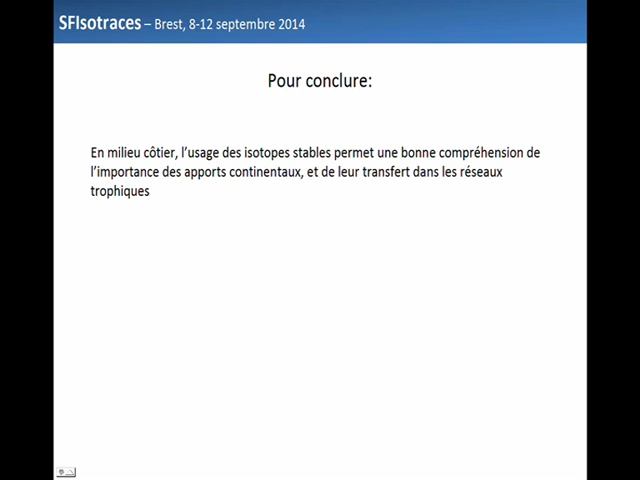 SFIsotraces – Brest, 8-12 septembre 2014
Pour conclure:
En milieu côtier, l’usage des isotopes stables permet une bonne compréhension de
l’importance des apports continentaux, et de leur transfert dans les réseaux
trophiques